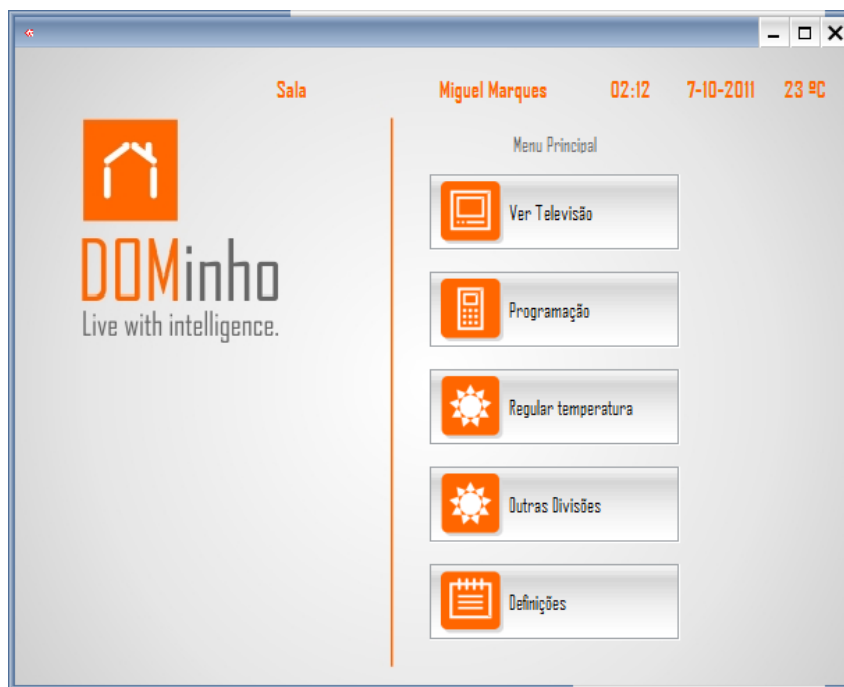 Sala Miguel Marques 02:12 7-10-2011 23 ºC
DOMinho
Live with intelligence.
Menu Principal
Ver Televisão
Programação
Regular temperatura
Outras Divisões
Definições